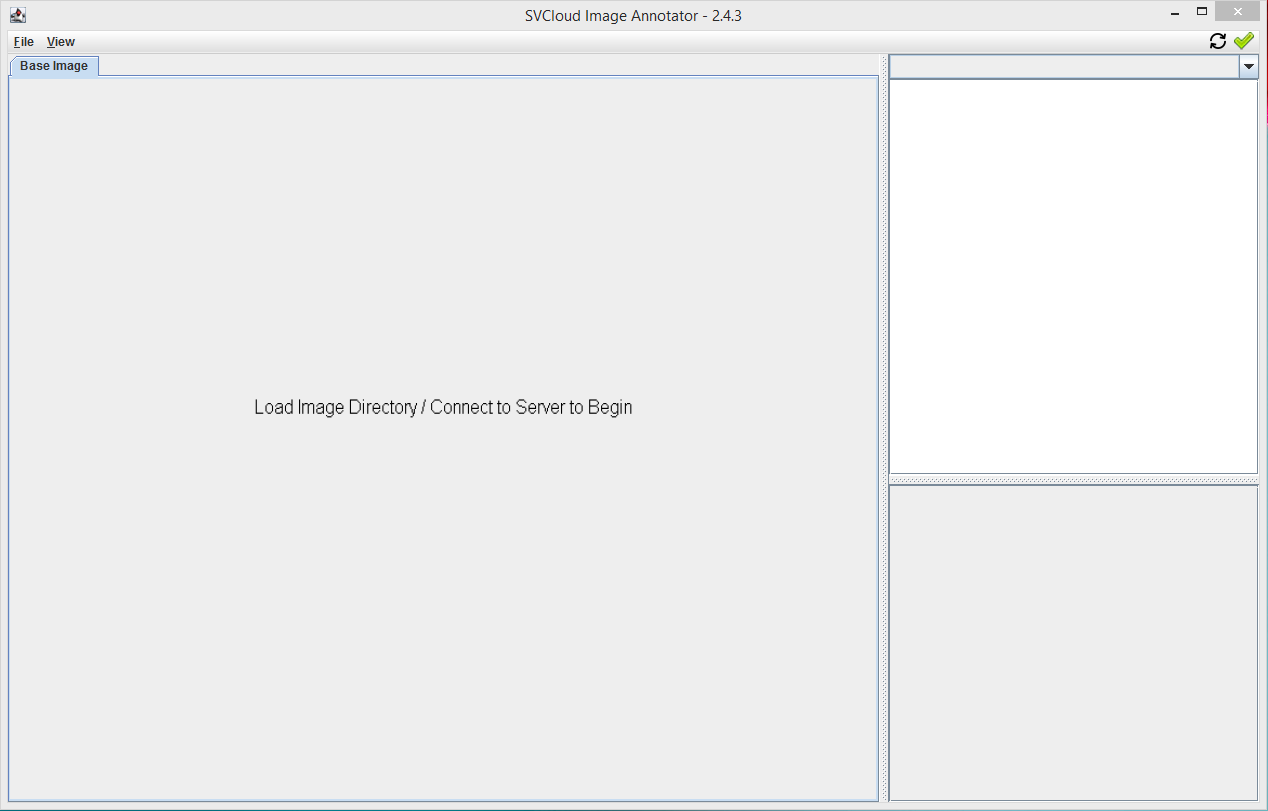 SVCloud Image Annotator - 2.4.3
File View
Base Image
Load Image Directory / Connect to Server to Begin